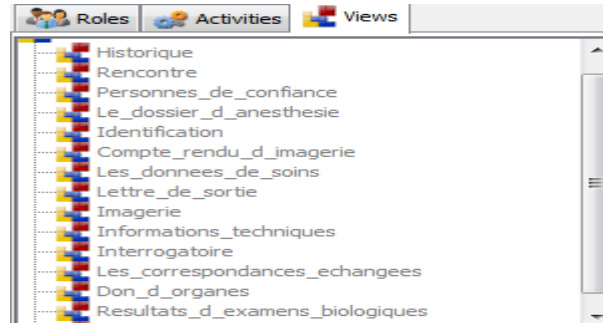 Roles Activities Views
Historique
Rencontre
Personnes_de_confiance
Le_dossier_d_anesthesie
Identification
Compte_rendu_d_imagerie
Les_donnees_de_soins
Lettre_de_sortie
Imagerie
Informations_techniques
Interrogatoire
Les_correspondances_echangees
Don_d_organes
Resultats_d_examens_biologiques